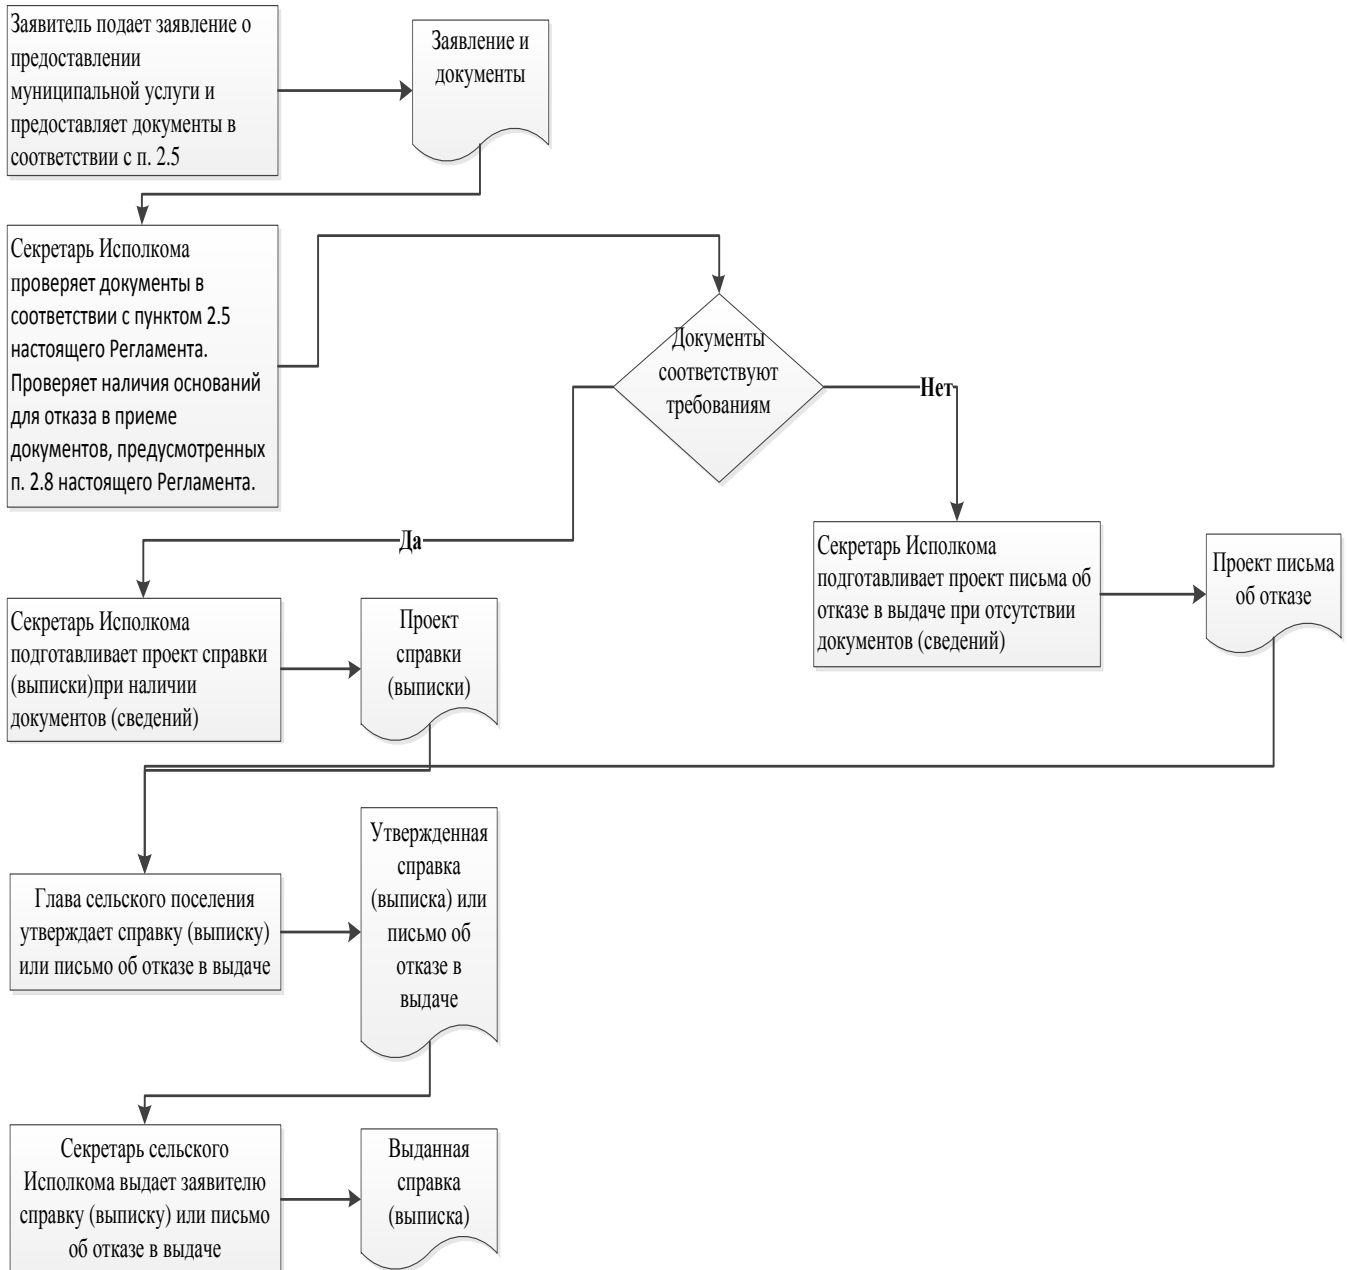 Заявитель подает заявление о
предоставлении
муниципальной услуги и
предоставляет документы в
соответствии с п. 2.5
Заявление и
документы
Секретарь Исполкома
проверяет документы в
соответствии с пунктом 2.5
настоящего Регламента.
Проверяет наличия оснований
для отказа в приеме
документов, предусмотренных
п. 2.8 настоящего Регламента.
Документы
соответствуют
требованиям
Нет
Да
Секретарь Исполкома
подготавливает проект письма об
отказе в выдаче при отсутствии
документов (сведений)
Проект письма
об отказе
Секретарь Исполкома
подготавливает проект справки
(выписки)при наличии
документов (сведений)
Проект
справки
(выписки)
Глава сельского поселения
утверждает справку (выписку)
или письмо об отказе в выдаче
Утвержденная
справка
(выписка) или
письмо об
отказе в
выдаче
Секретарь сельского
Исполкома выдает заявителю
справку (выписку) или письмо
об отказе в выдаче
Выданная
справка
(выписка)